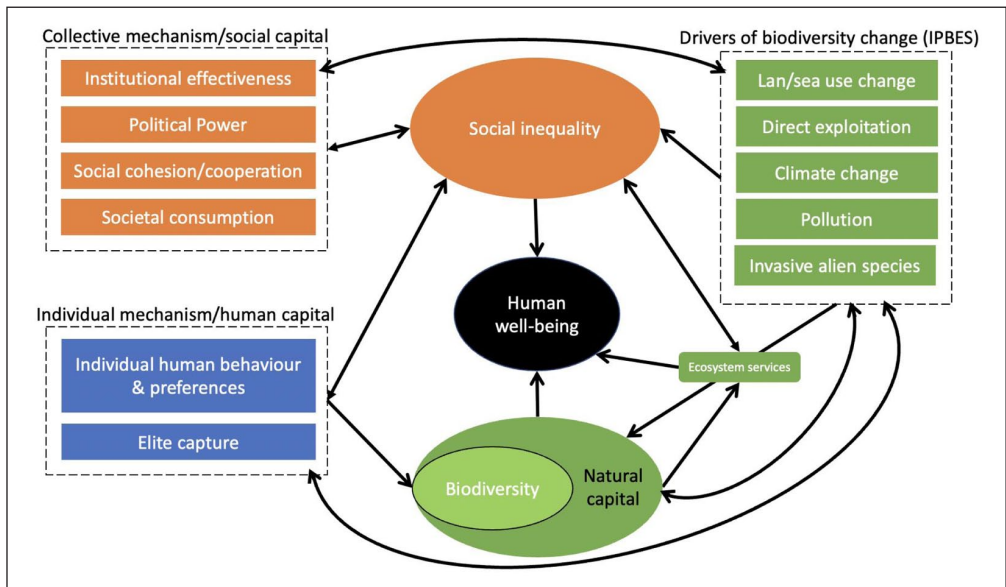 Collective mechanism/social capital
Institutional effectiveness
Political Power
Social cohesion/cooperation
Societal consumption
Social inequality
Drivers of biodiversity change (IPBES)
Lan/sea use change
Direct exploitation
Climate change
Pollution
Invasive alien species
Individual mechanism/human capital
Individual human behaviour
& preferences
Elite capture
Human
well-being
Ecosystem services
Biodiversity
Natural
capital